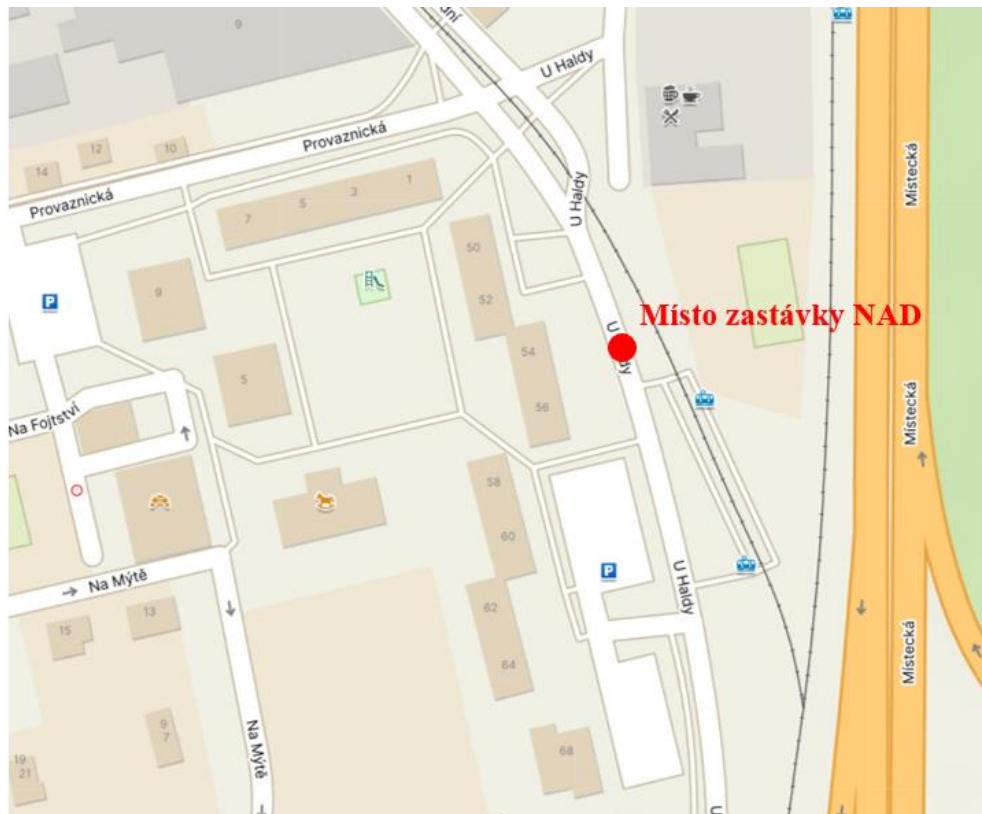 9
U Haldy
Provaznická
14
12
10
Provaznická
7
5
3
1
U Haldy
Místecká
50
52
9
P
Místo zastávky NAD
U Haldy
54
56
5
Na Fojtství
Místecká
58
60
P
U Haldy
Na Mýtě
15
13
62
64
Místecká
9
7
Na Mýtě
68
19
21
U